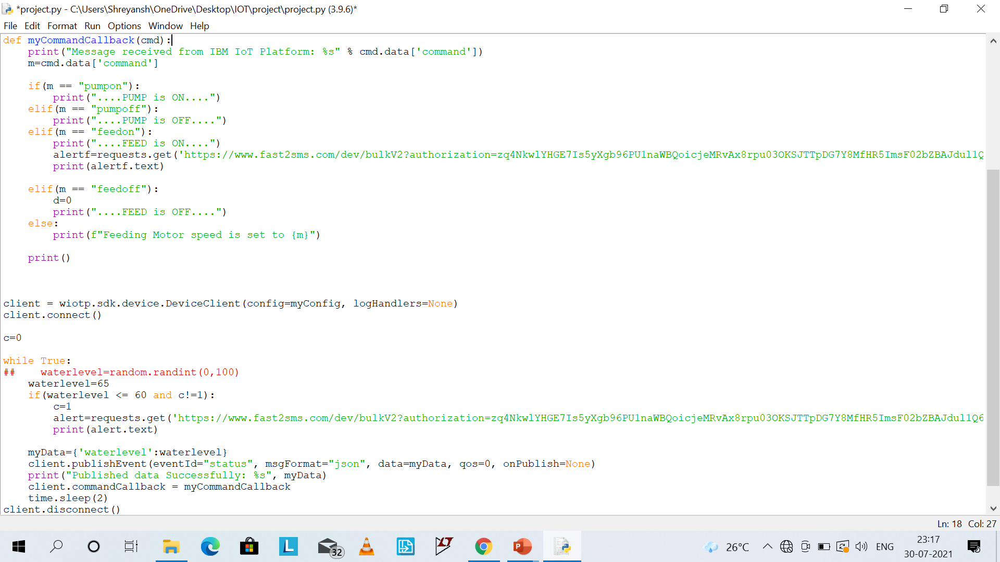 *project.py - C:\Users\Shreyansh\OneDrive\Desktop\IOT\project\project.py (3.9.6)*
File Edit Format Run Options Window Help
def myCommandCallback(cmd):
    print("Message received from IBM IoT Platform: %s" % cmd.data['command'])
    m=cmd.data['command']
    if(m == "pumpon"):
        print("....PUMP is ON....")
    elif(m == "pumpoff"):
        print("....PUMP is OFF....")
    elif(m == "feedon"):
        print("....FEED is ON....")
        alertf=requests.get('https://www.fast2sms.com/dev/bulkV2?authorization=zq4NkwlYHGE7Is5yXgb96PU1naWBQoicjeMRvAx8rpu03OKSJTTpDG7Y8MfHR5ImsF02bZBAJdul1Q
        print(alertf.text)
    elif(m == "feedoff"):
        d=0
        print("....FEED is OFF....")
    else:
        print(f"Feeding Motor speed is set to {m}")
    print()
client = wiotp.sdk.device.DeviceClient(config=myConfig, logHandlers=None)
client.connect()
c=0
while True:
##    waterlevel=random.randint(0,100)
    waterlevel=65
    if(waterlevel <= 60 and c!=1):
        c=1
        alert=requests.get('https://www.fast2sms.com/dev/bulkV2?authorization=zq4NkwlYHGE7Is5yXgb96PU1naWBQoicjeMRvAx8rpu03OKSJTTpDG7Y8MfHR5ImsF02bZBAJdul1Q6
        print(alert.text)
    myData={'waterlevel':waterlevel}
    client.publishEvent(eventId="status", msgFormat="json", data=myData, qos=0, onPublish=None)
    print("Published data Successfully: %s", myData)
    client.commandCallback = myCommandCallback
    time.sleep(2)
client.disconnect()
Ln: 18 Col: 27
L
32
P
LT
26°C
ENG
23:17
30-07-2021